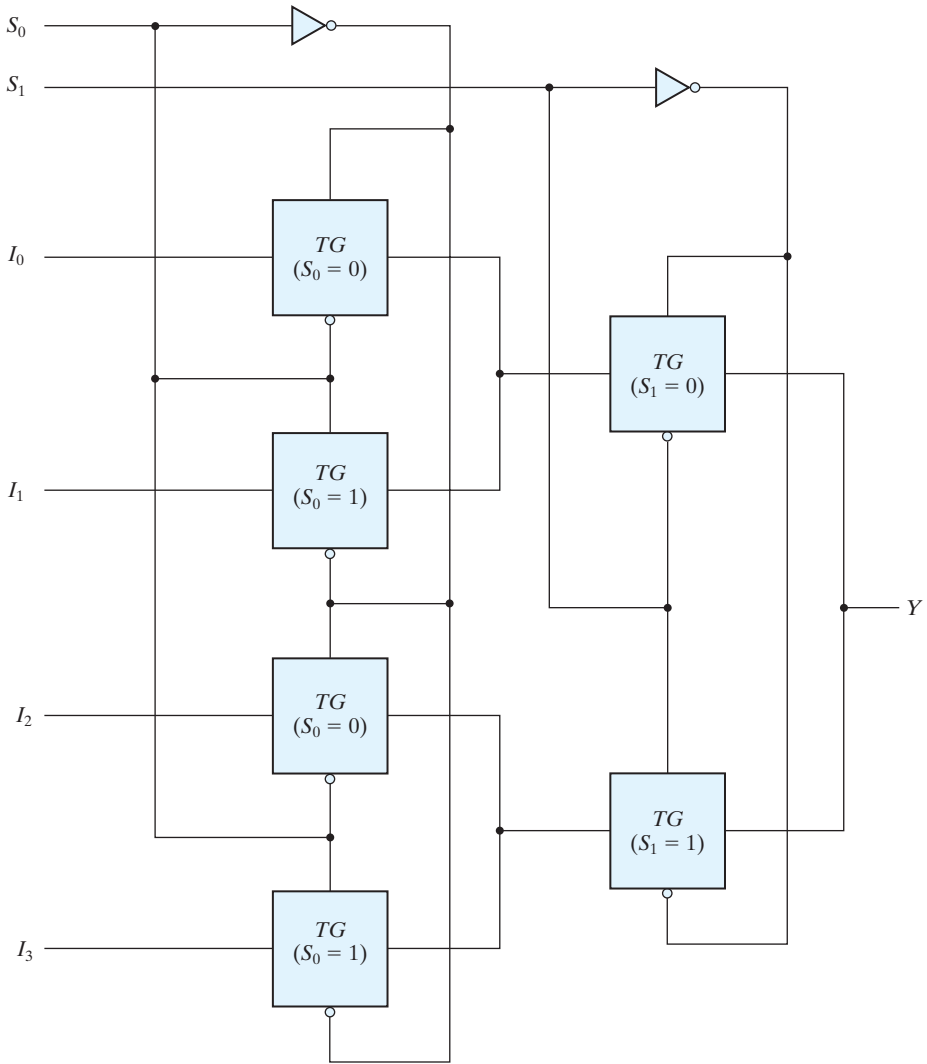 S₀
S₁
I₀
TG
(S₀ = 0)
TG
(S₁ = 0)
I₁
TG
(S₀ = 1)
Y
I₂
TG
(S₀ = 0)
TG
(S₁ = 1)
I₃
TG
(S₀ = 1)